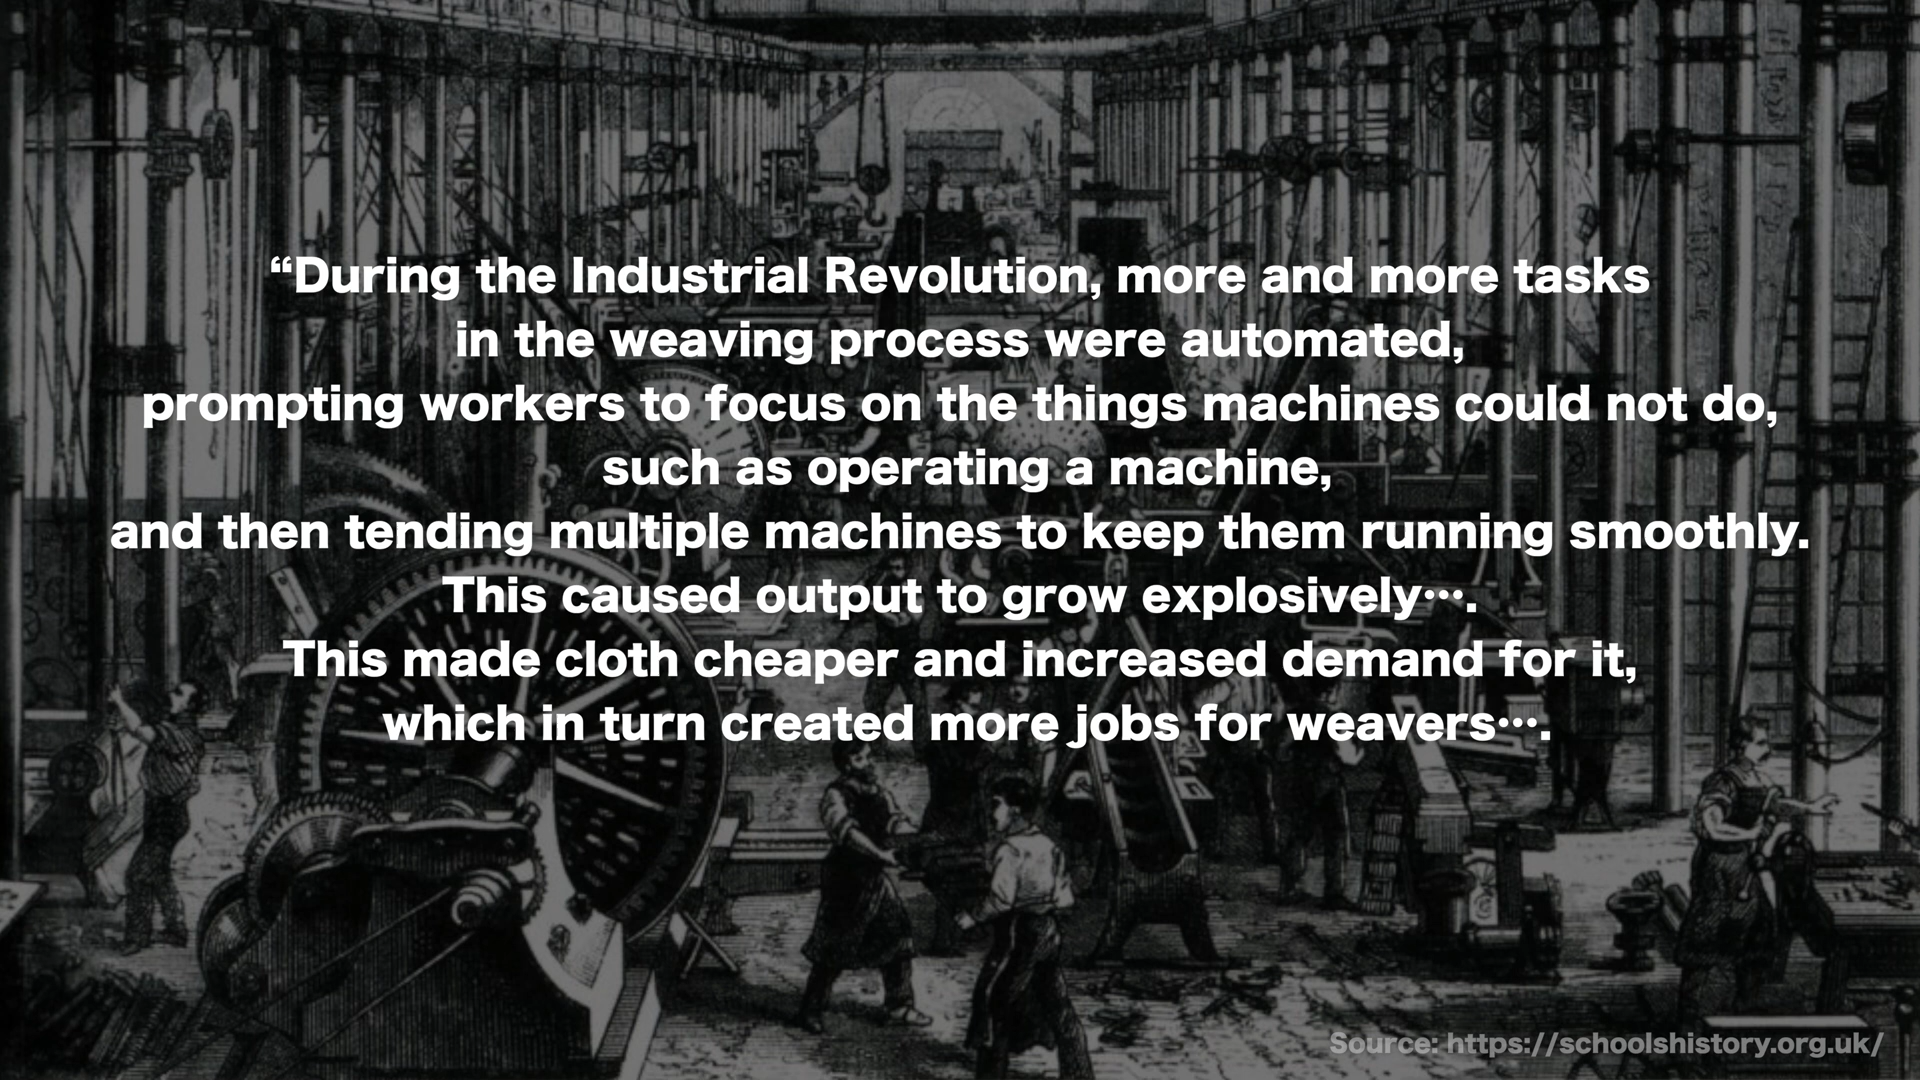 “During the Industrial Revolution, more and more tasks
in the weaving process were automated,
prompting workers to focus on the things machines could not do,
such as operating a machine,
and then tending multiple machines to keep them running smoothly.
This caused output to grow explosively….
This made cloth cheaper and increased demand for it,
which in turn created more jobs for weavers….
Source: https://schoolshistory.org.uk/